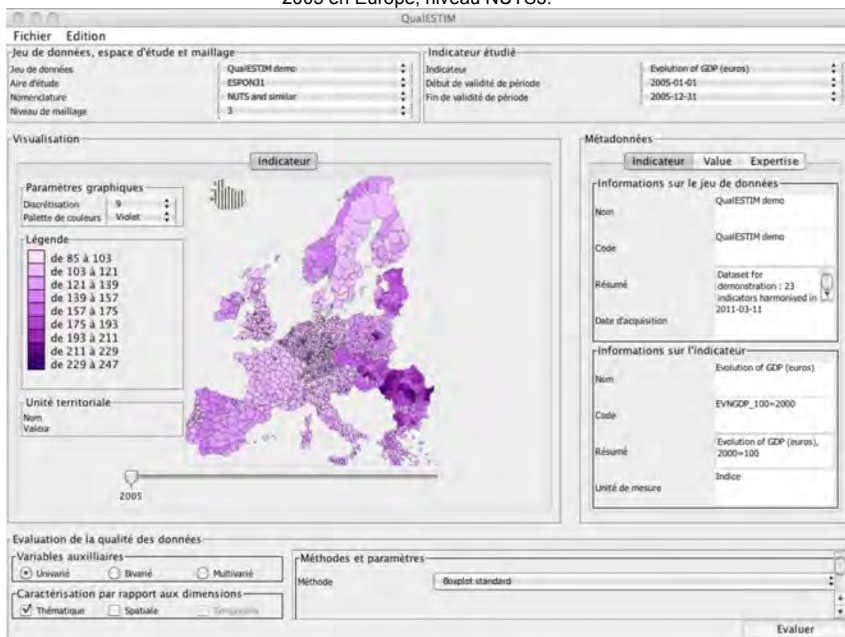 2005 en Europe, niveau NUTS3.
QualESTIM
Fichier Edition
Jeu de données, espace d'étude et maillage
Jeu de données QualESTIM demo
Aire d'étude ESPON31
Nomenclature NUTS and similar
Niveau de maillage 3
Indicateur étudié
Indicateur Evolution of GDP (euros)
Début de validité de période 2005-01-01
Fin de validité de période 2005-12-31
Visualisation
Indicateur
Paramètres graphiques
Discrétisation 9
Palette de couleurs Violet
Légende
de 85 à 103
de 103 à 121
de 121 à 139
de 139 à 157
de 157 à 175
de 175 à 193
de 193 à 211
de 211 à 229
de 229 à 247
Unité territoriale
Nom
Valeur
2005
Métadonnées
Indicateur Value Expertise
Informations sur le jeu de données
Nom QualESTIM demo
Code QualESTIM demo
Résumé Dataset for
demonstration : 23
indicators harmonised in
Date d'acquisition 2011-03-11
Informations sur l'indicateur
Nom Evolution of GDP (euros)
Code EVNGDP_100=2000
Résumé Evolution of GDP (euros),
2000=100
Unité de mesure Indice
Evaluation de la qualité des données
Variables auxilliaires
Univarié Bivarié Multivarié
Caractérisation par rapport aux dimensions
Thématique Spatiale Temporelle
Méthodes et paramètres
Méthode Boxplot standard
Evaluer